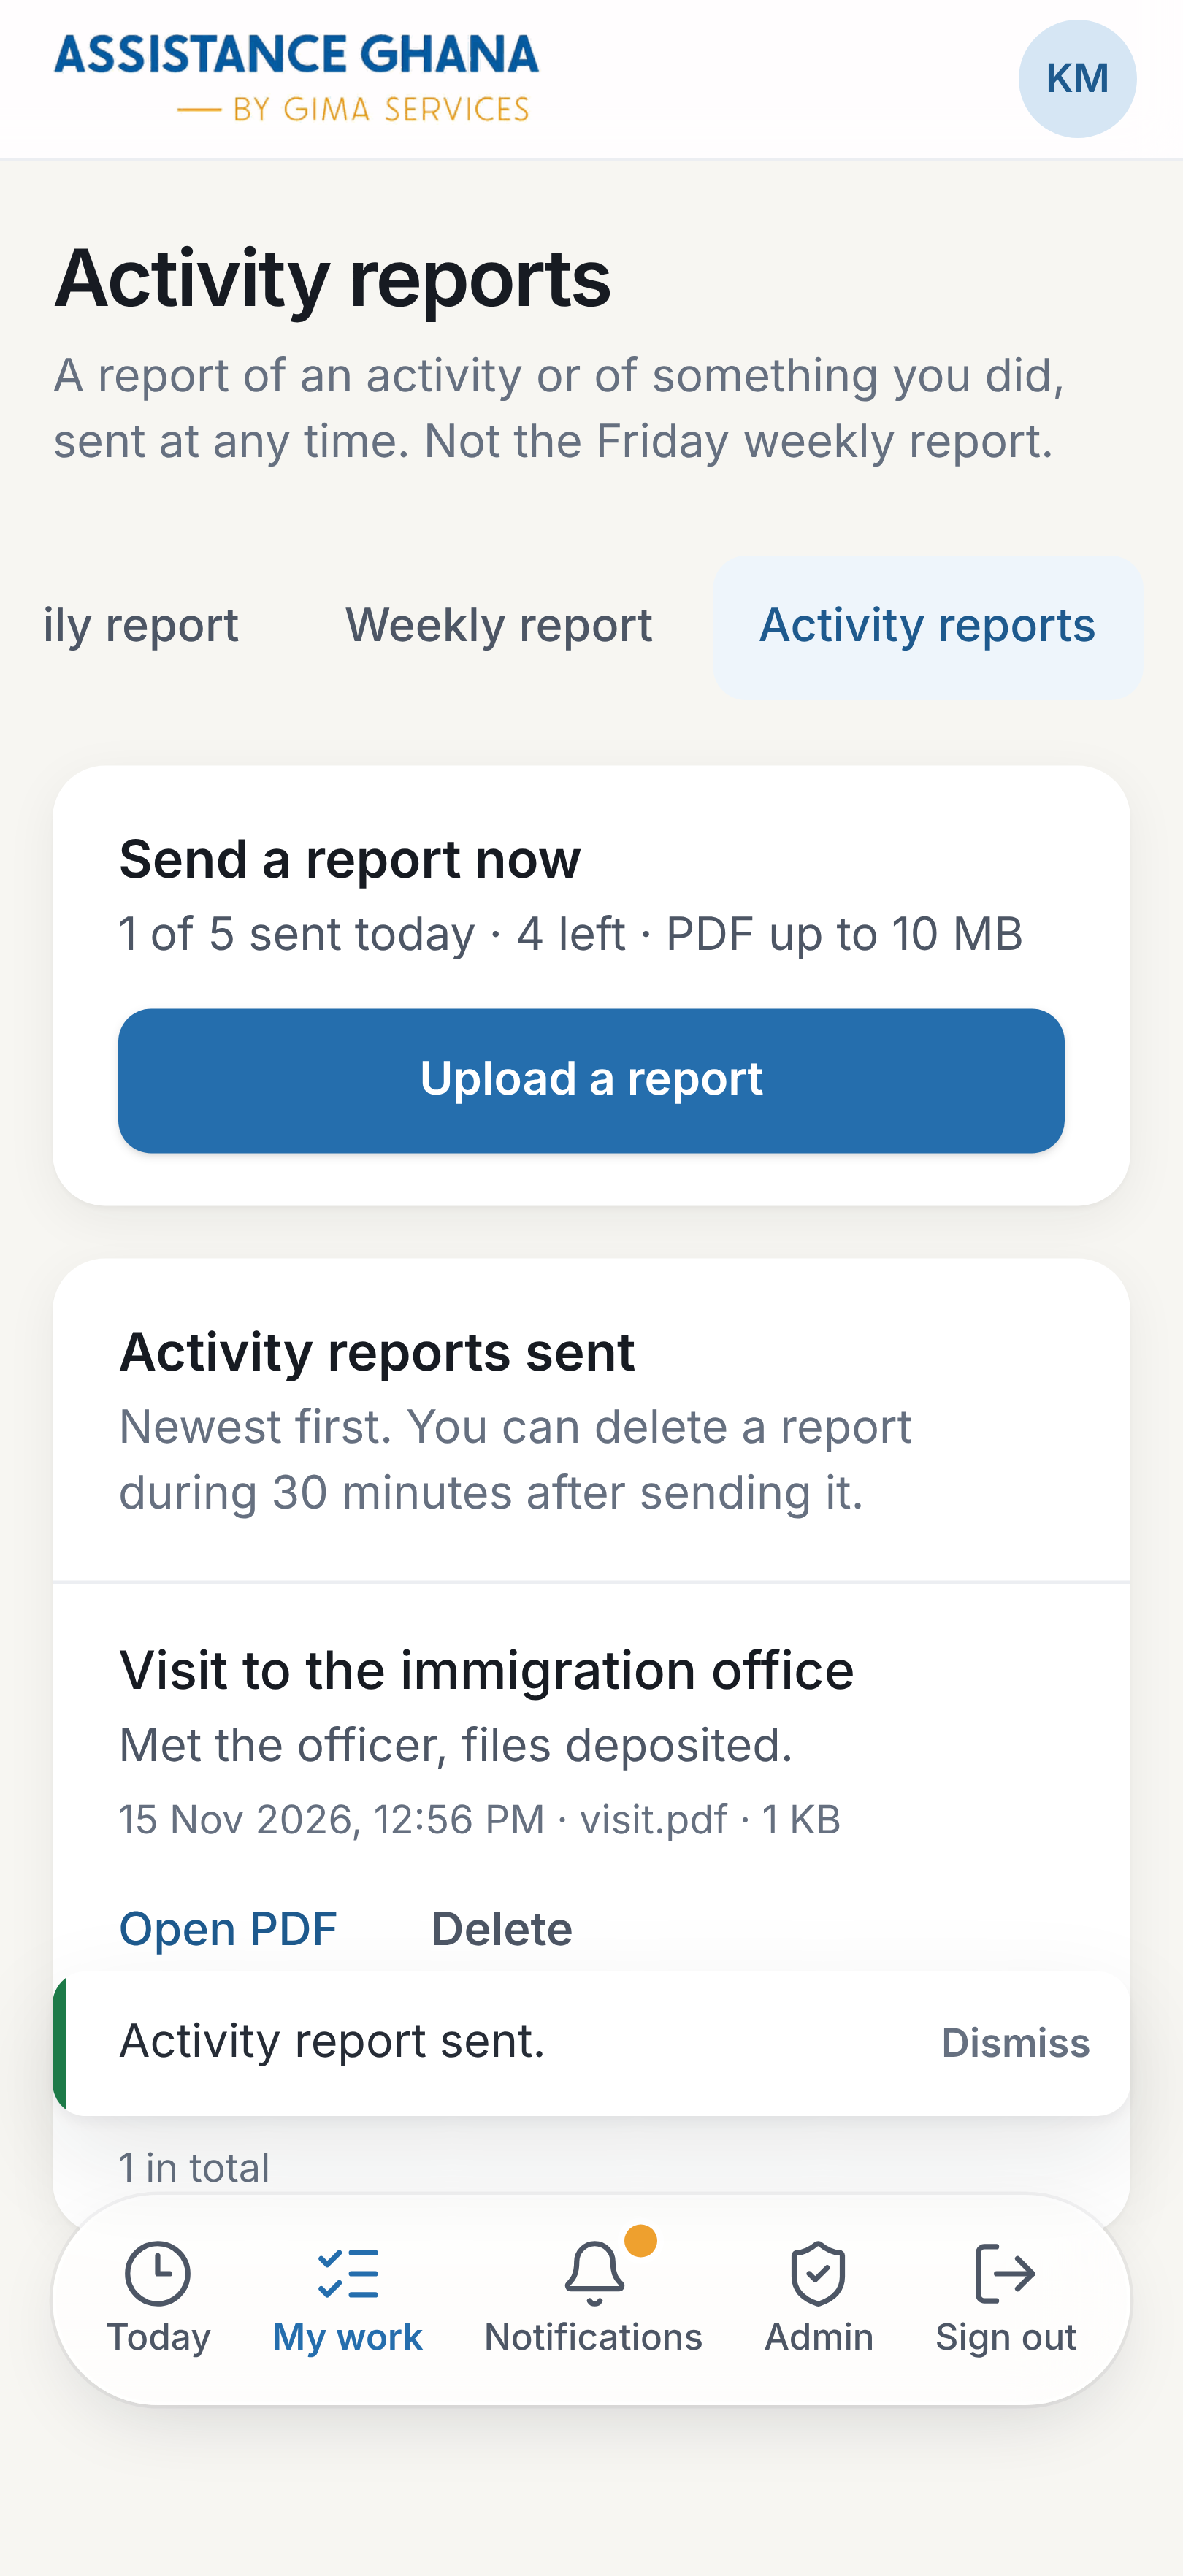 ASSISTANCE GHANA
BY GIMA SERVICES
KM
Activity reports
A report of an activity or of something you did,
sent at any time. Not the Friday weekly report.
ily report
Weekly report
Activity reports
Send a report now
1 of 5 sent today · 4 left · PDF up to 10 MB
Upload a report
Activity reports sent
Newest first. You can delete a report
during 30 minutes after sending it.
Visit to the immigration office
Met the officer, files deposited.
15 Nov 2026, 12:56 PM · visit.pdf · 1 KB
Open PDF
Delete
Activity report sent.
Dismiss
1 in total
Today
My work
Notifications
Admin
Sign out